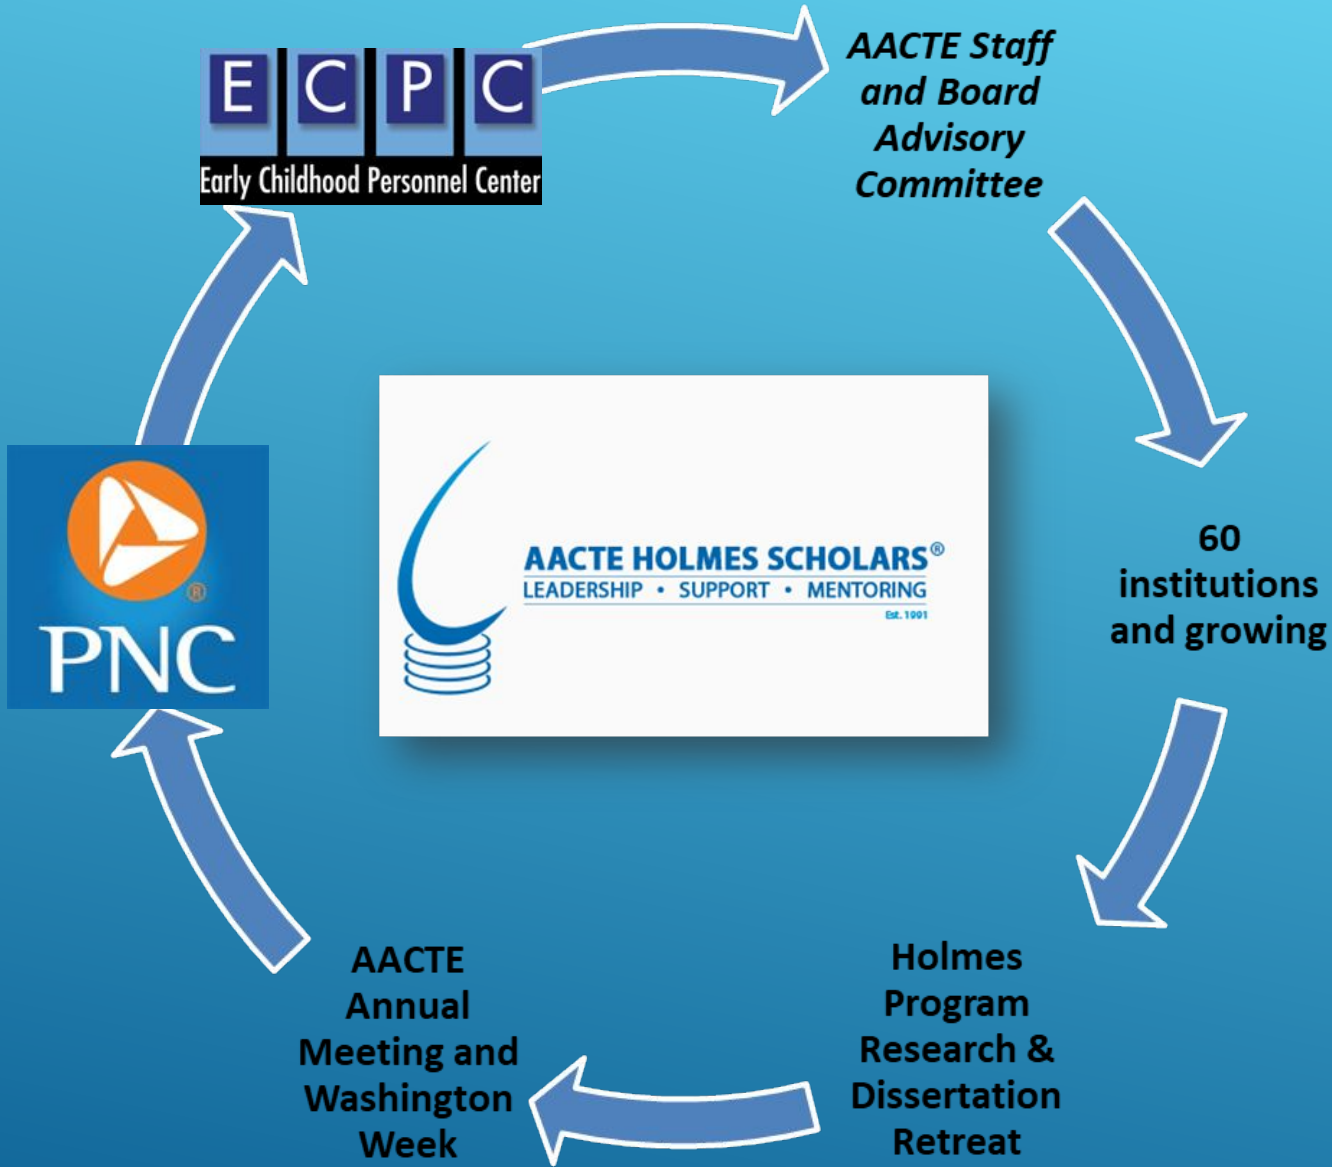 E C P C
Early Childhood Personnel Center
AACTE Staff
and Board
Advisory
Committee
60
institutions
and growing
Holmes
Program
Research &
Dissertation
Retreat
AACTE
Annual
Meeting and
Washington
Week
®
PNC
AACTE HOLMES SCHOLARS®
LEADERSHIP • SUPPORT • MENTORING
Est. 1991